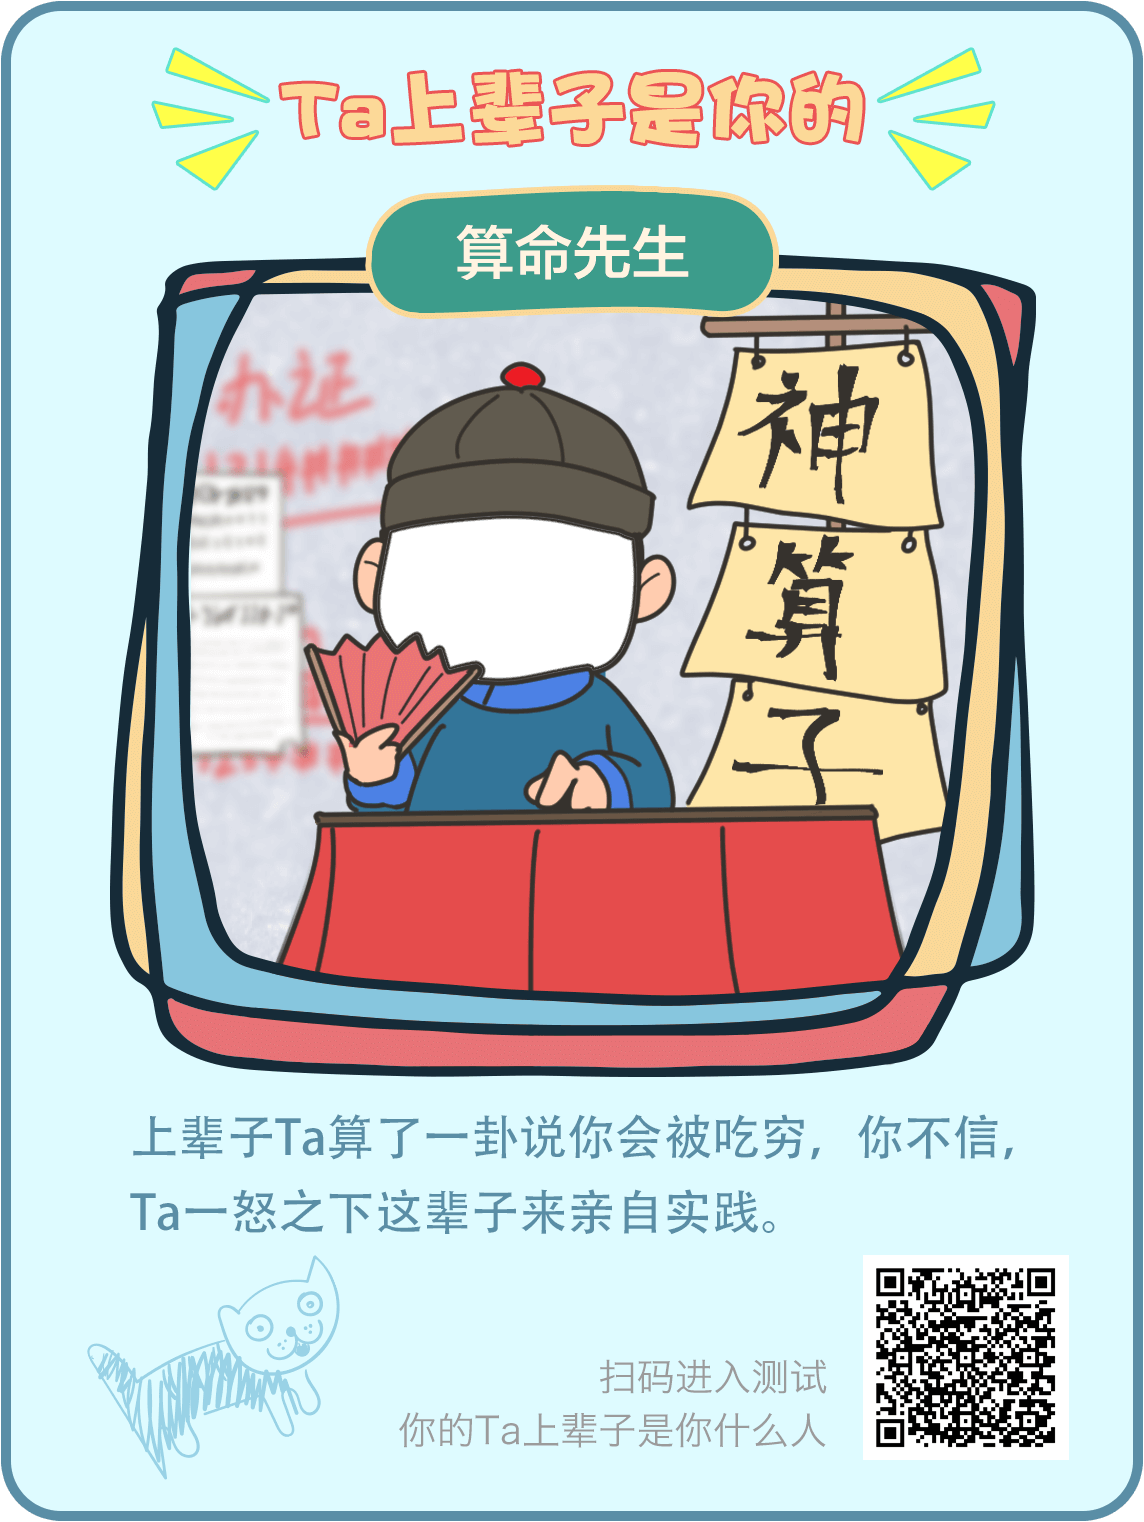 Ta上辈子是你的
算命先生
办证
神
算
子
上辈子Ta算了一卦说你会被吃穷，你不信，
Ta一怒之下这辈子来亲自实践。
扫码进入测试
你的Ta上辈子是你什么人